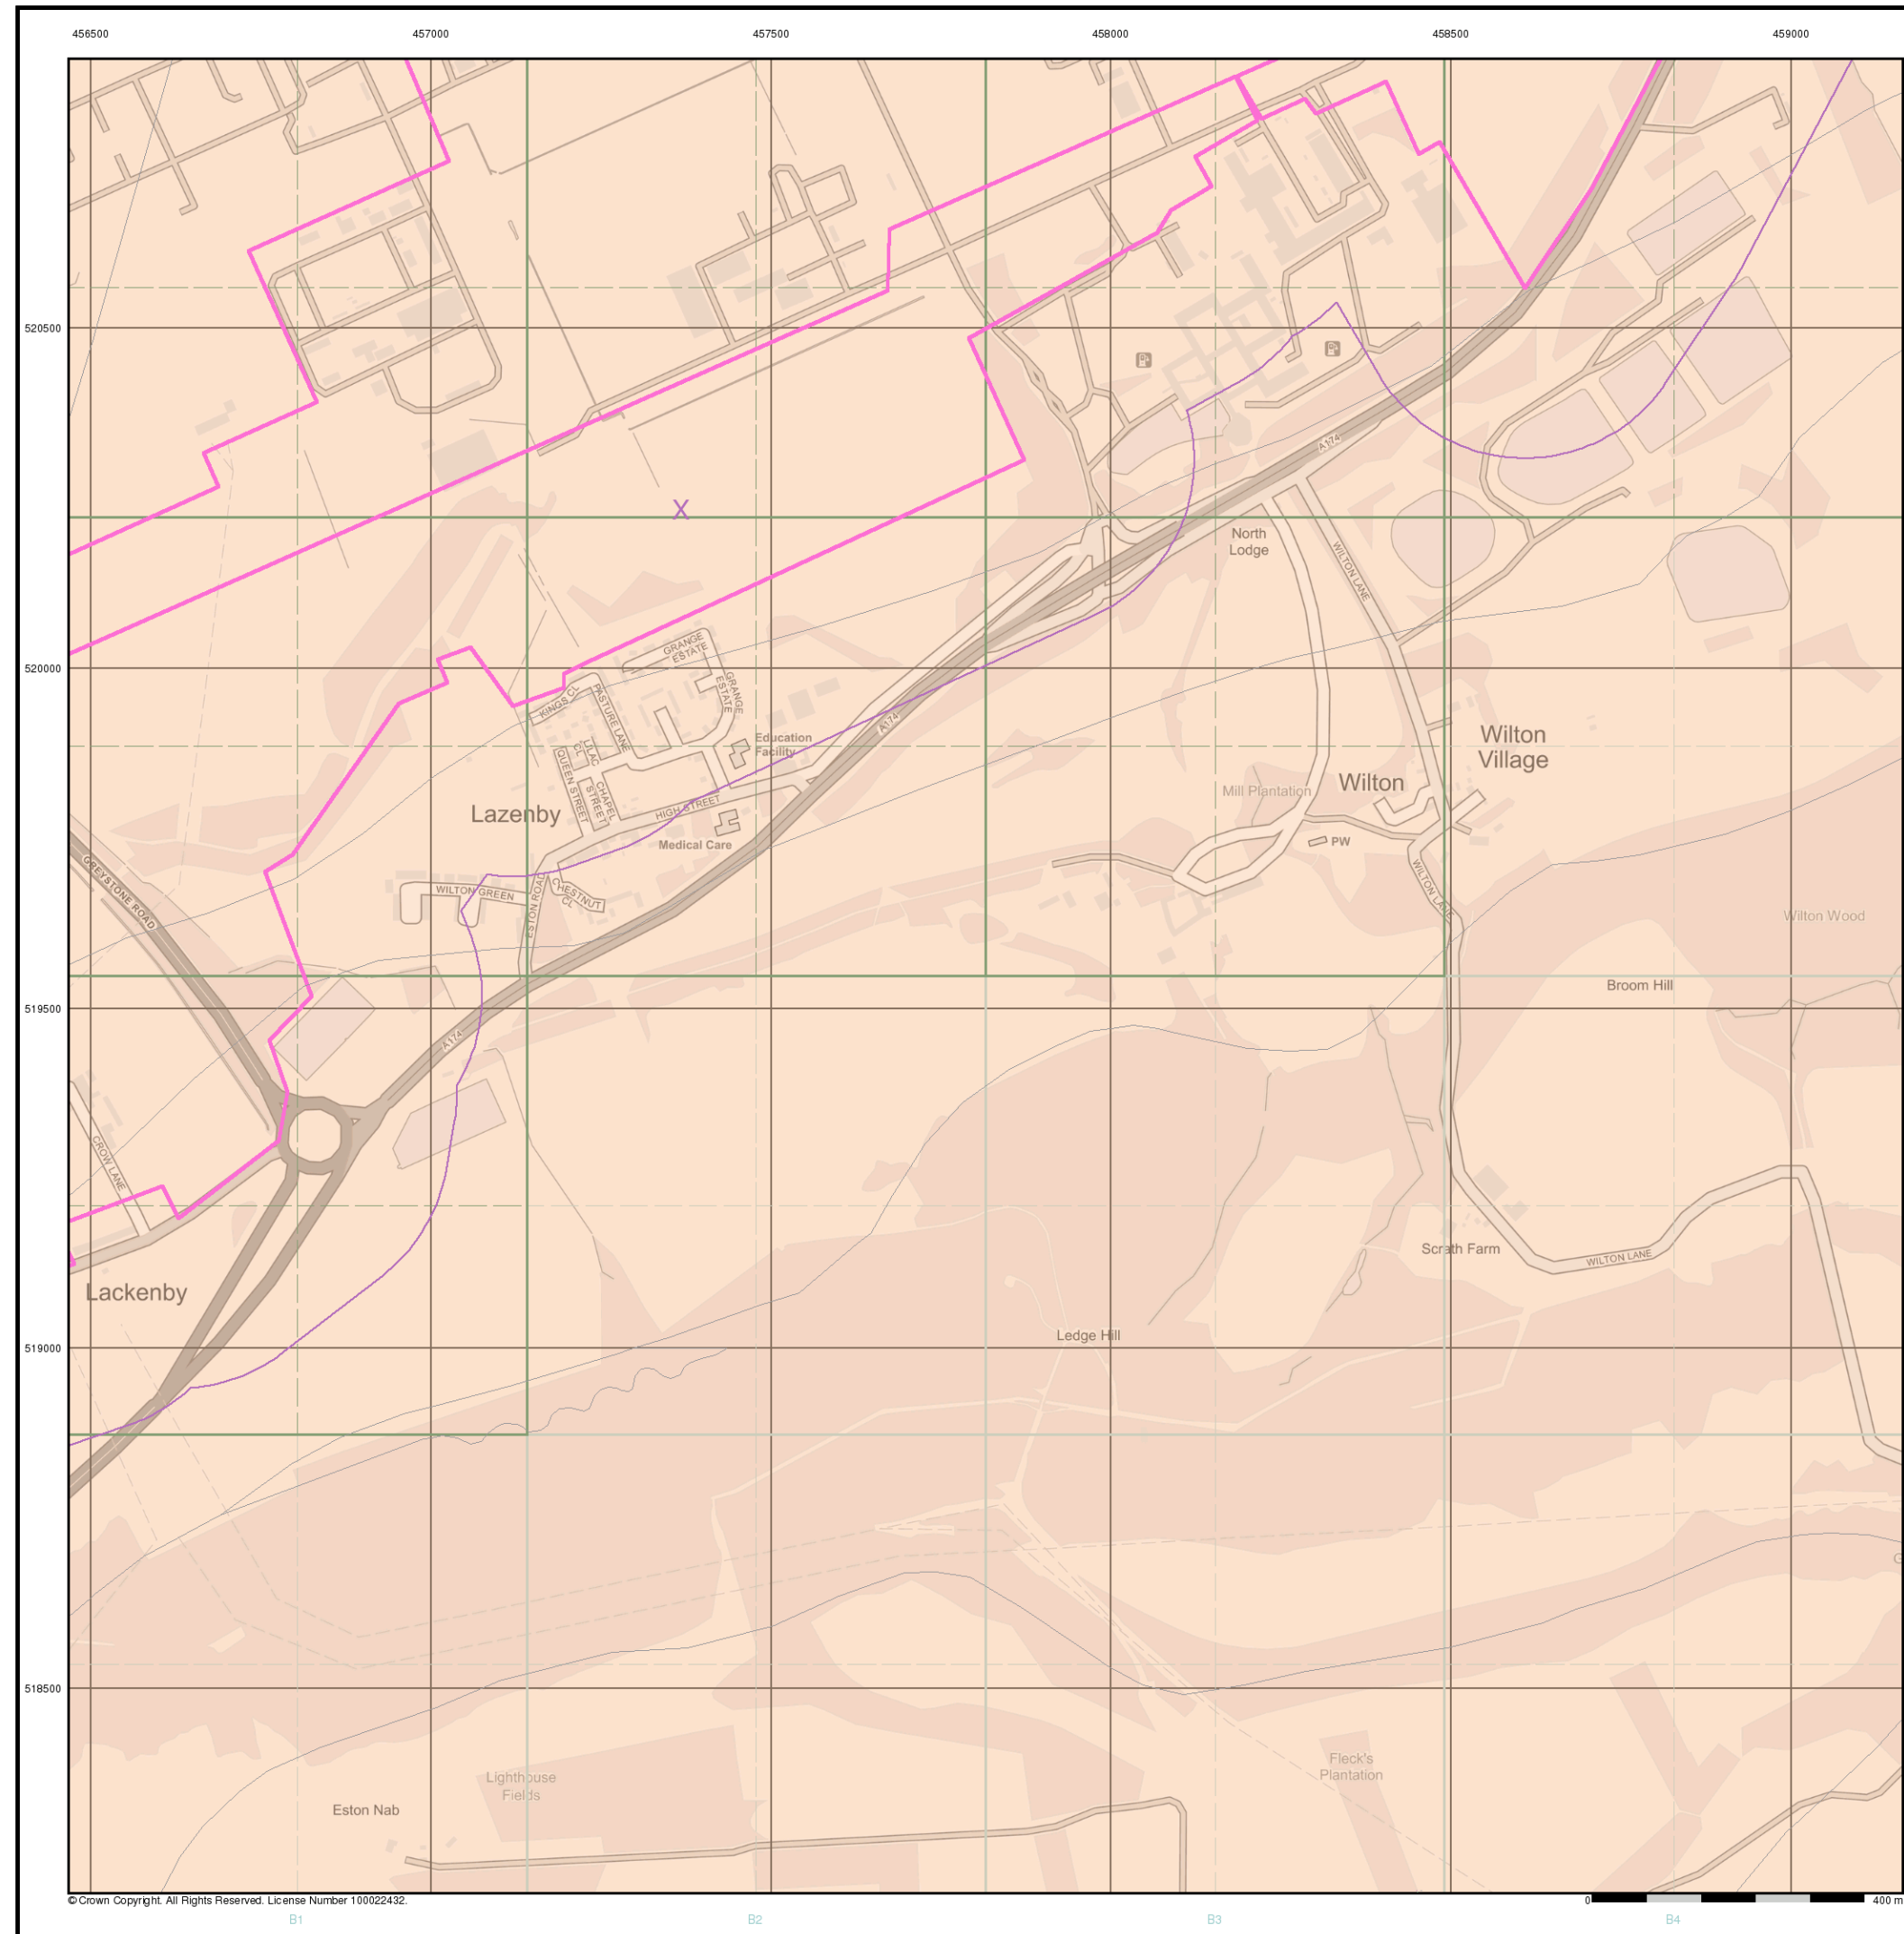 456500 457000 457500 458000 458500 459000
520500
X
A174
North
Lodge
WILTON LANE
520000
GRANGE
ESTATE
GRANGE
ESTATE
KINGS CL
PASTURE LANE
A174
Education
Facility
LILAC
CL
QUEEN STREET
CHAPEL
STREET
Wilton
Village
Wilton
Mill Plantation
HIGH STREET
Lazenby
Medical Care
PW
GREYSTONE ROAD
WILTON GREEN
CHESTNUT
CL
ESTON ROAD
WILTON LANE
Wilton Wood
Broom Hill
519500
A174
CROW LANE
Scrath Farm
WILTON LANE
Lackenby
Ledge Hill
519000
518500
Fleck's
Plantation
Lighthouse
Fields
Eston Nab
© Crown Copyright. All Rights Reserved. License Number 100022432.
0 400 m
B1 B2 B3 B4